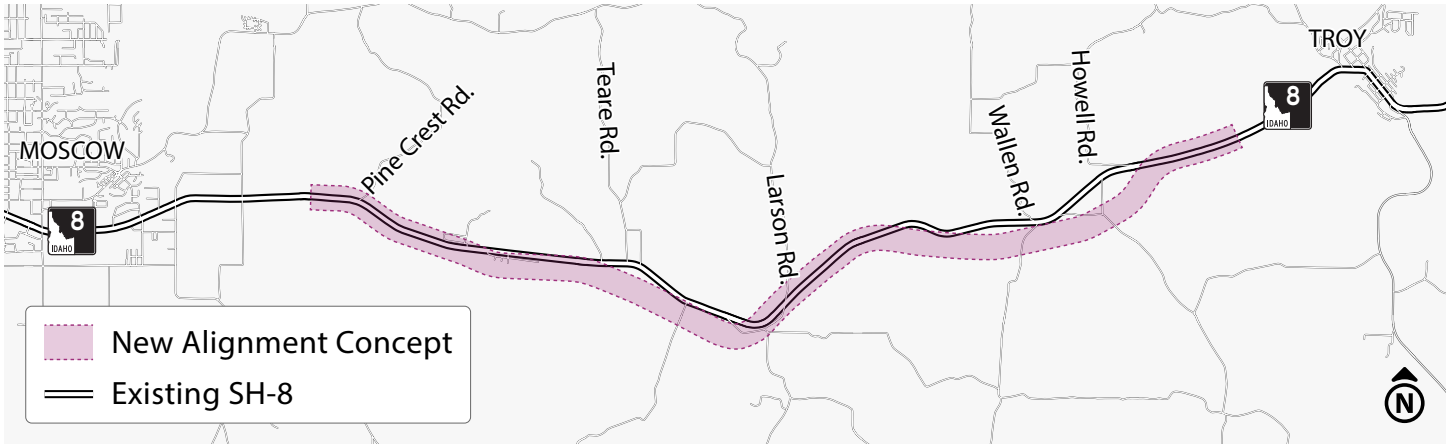 TROY
8
IDAHO
Howell Rd.
Teare Rd.
Pine Crest Rd.
Wallen Rd.
MOSCOW
Larson Rd.
8
IDAHO
New Alignment Concept
Existing SH-8
N